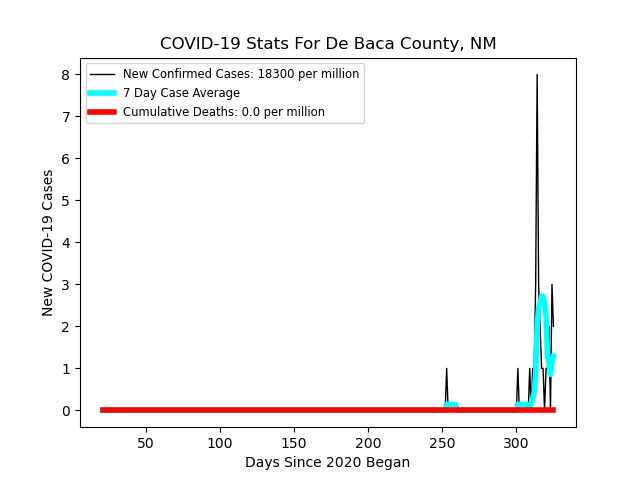 COVID-19 Stats For De Baca County, NM
New Confirmed Cases: 18300 per million
7 Day Case Average
Cumulative Deaths: 0.0 per million
New COVID-19 Cases
8
7
6
5
4
3
2
1
0
50 100 150 200 250 300
Days Since 2020 Began